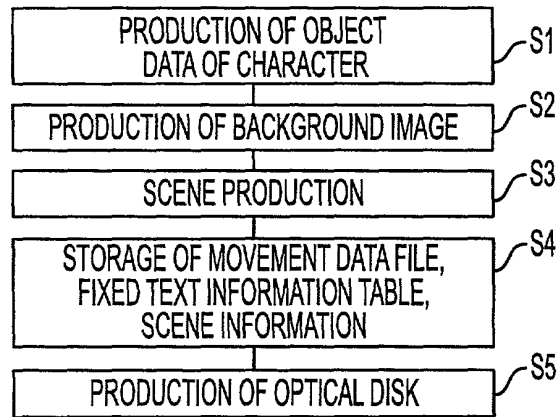 PRODUCTION OF OBJECT
DATA OF CHARACTER
S1
PRODUCTION OF BACKGROUND IMAGE
S2
SCENE PRODUCTION
S3
STORAGE OF MOVEMENT DATA FILE,
FIXED TEXT INFORMATION TABLE,
SCENE INFORMATION
S4
PRODUCTION OF OPTICAL DISK
S5